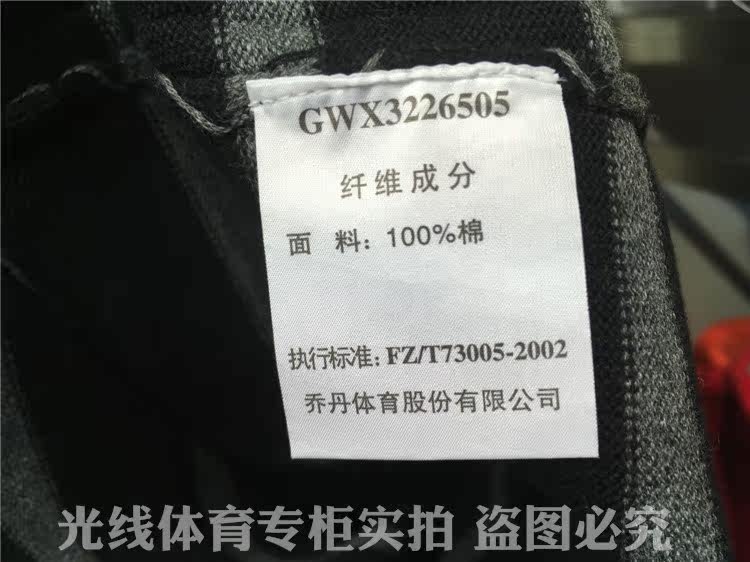 GWX3226505
纤维成分
面 料：100%棉
执行标准：FZ/T73005-2002
乔丹体育股份有限公司
光线体育专柜实拍 盗图必究